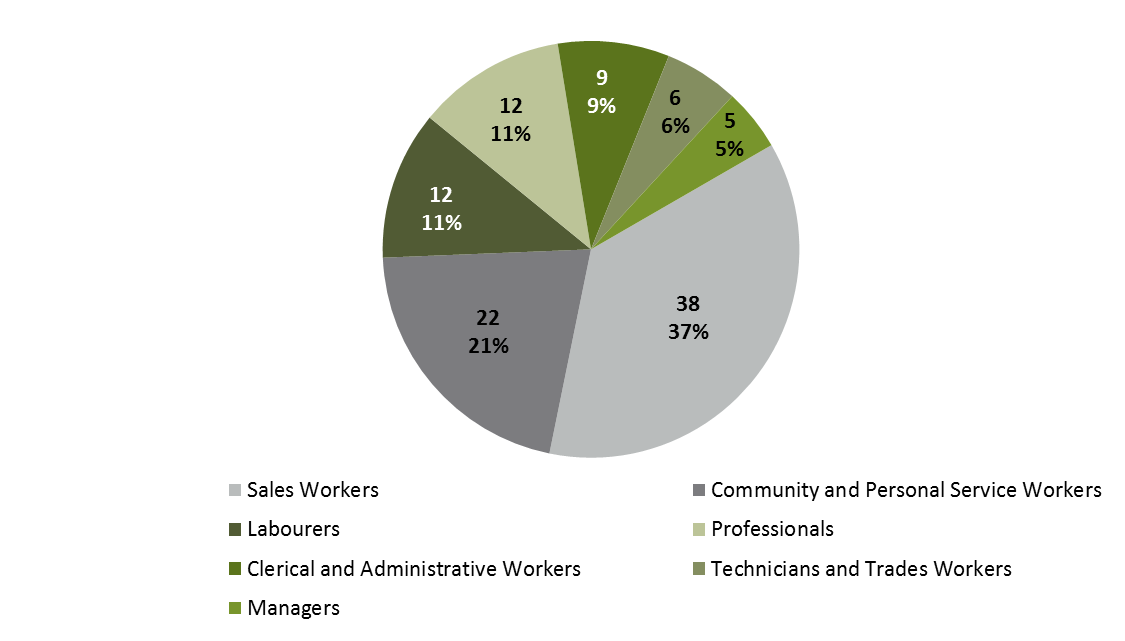 9
9%
6
6%
5
5%
12
11%
12
11%
38
37%
22
21%
Sales Workers
Community and Personal Service Workers
Labourers
Professionals
Clerical and Administrative Workers
Technicians and Trades Workers
Managers